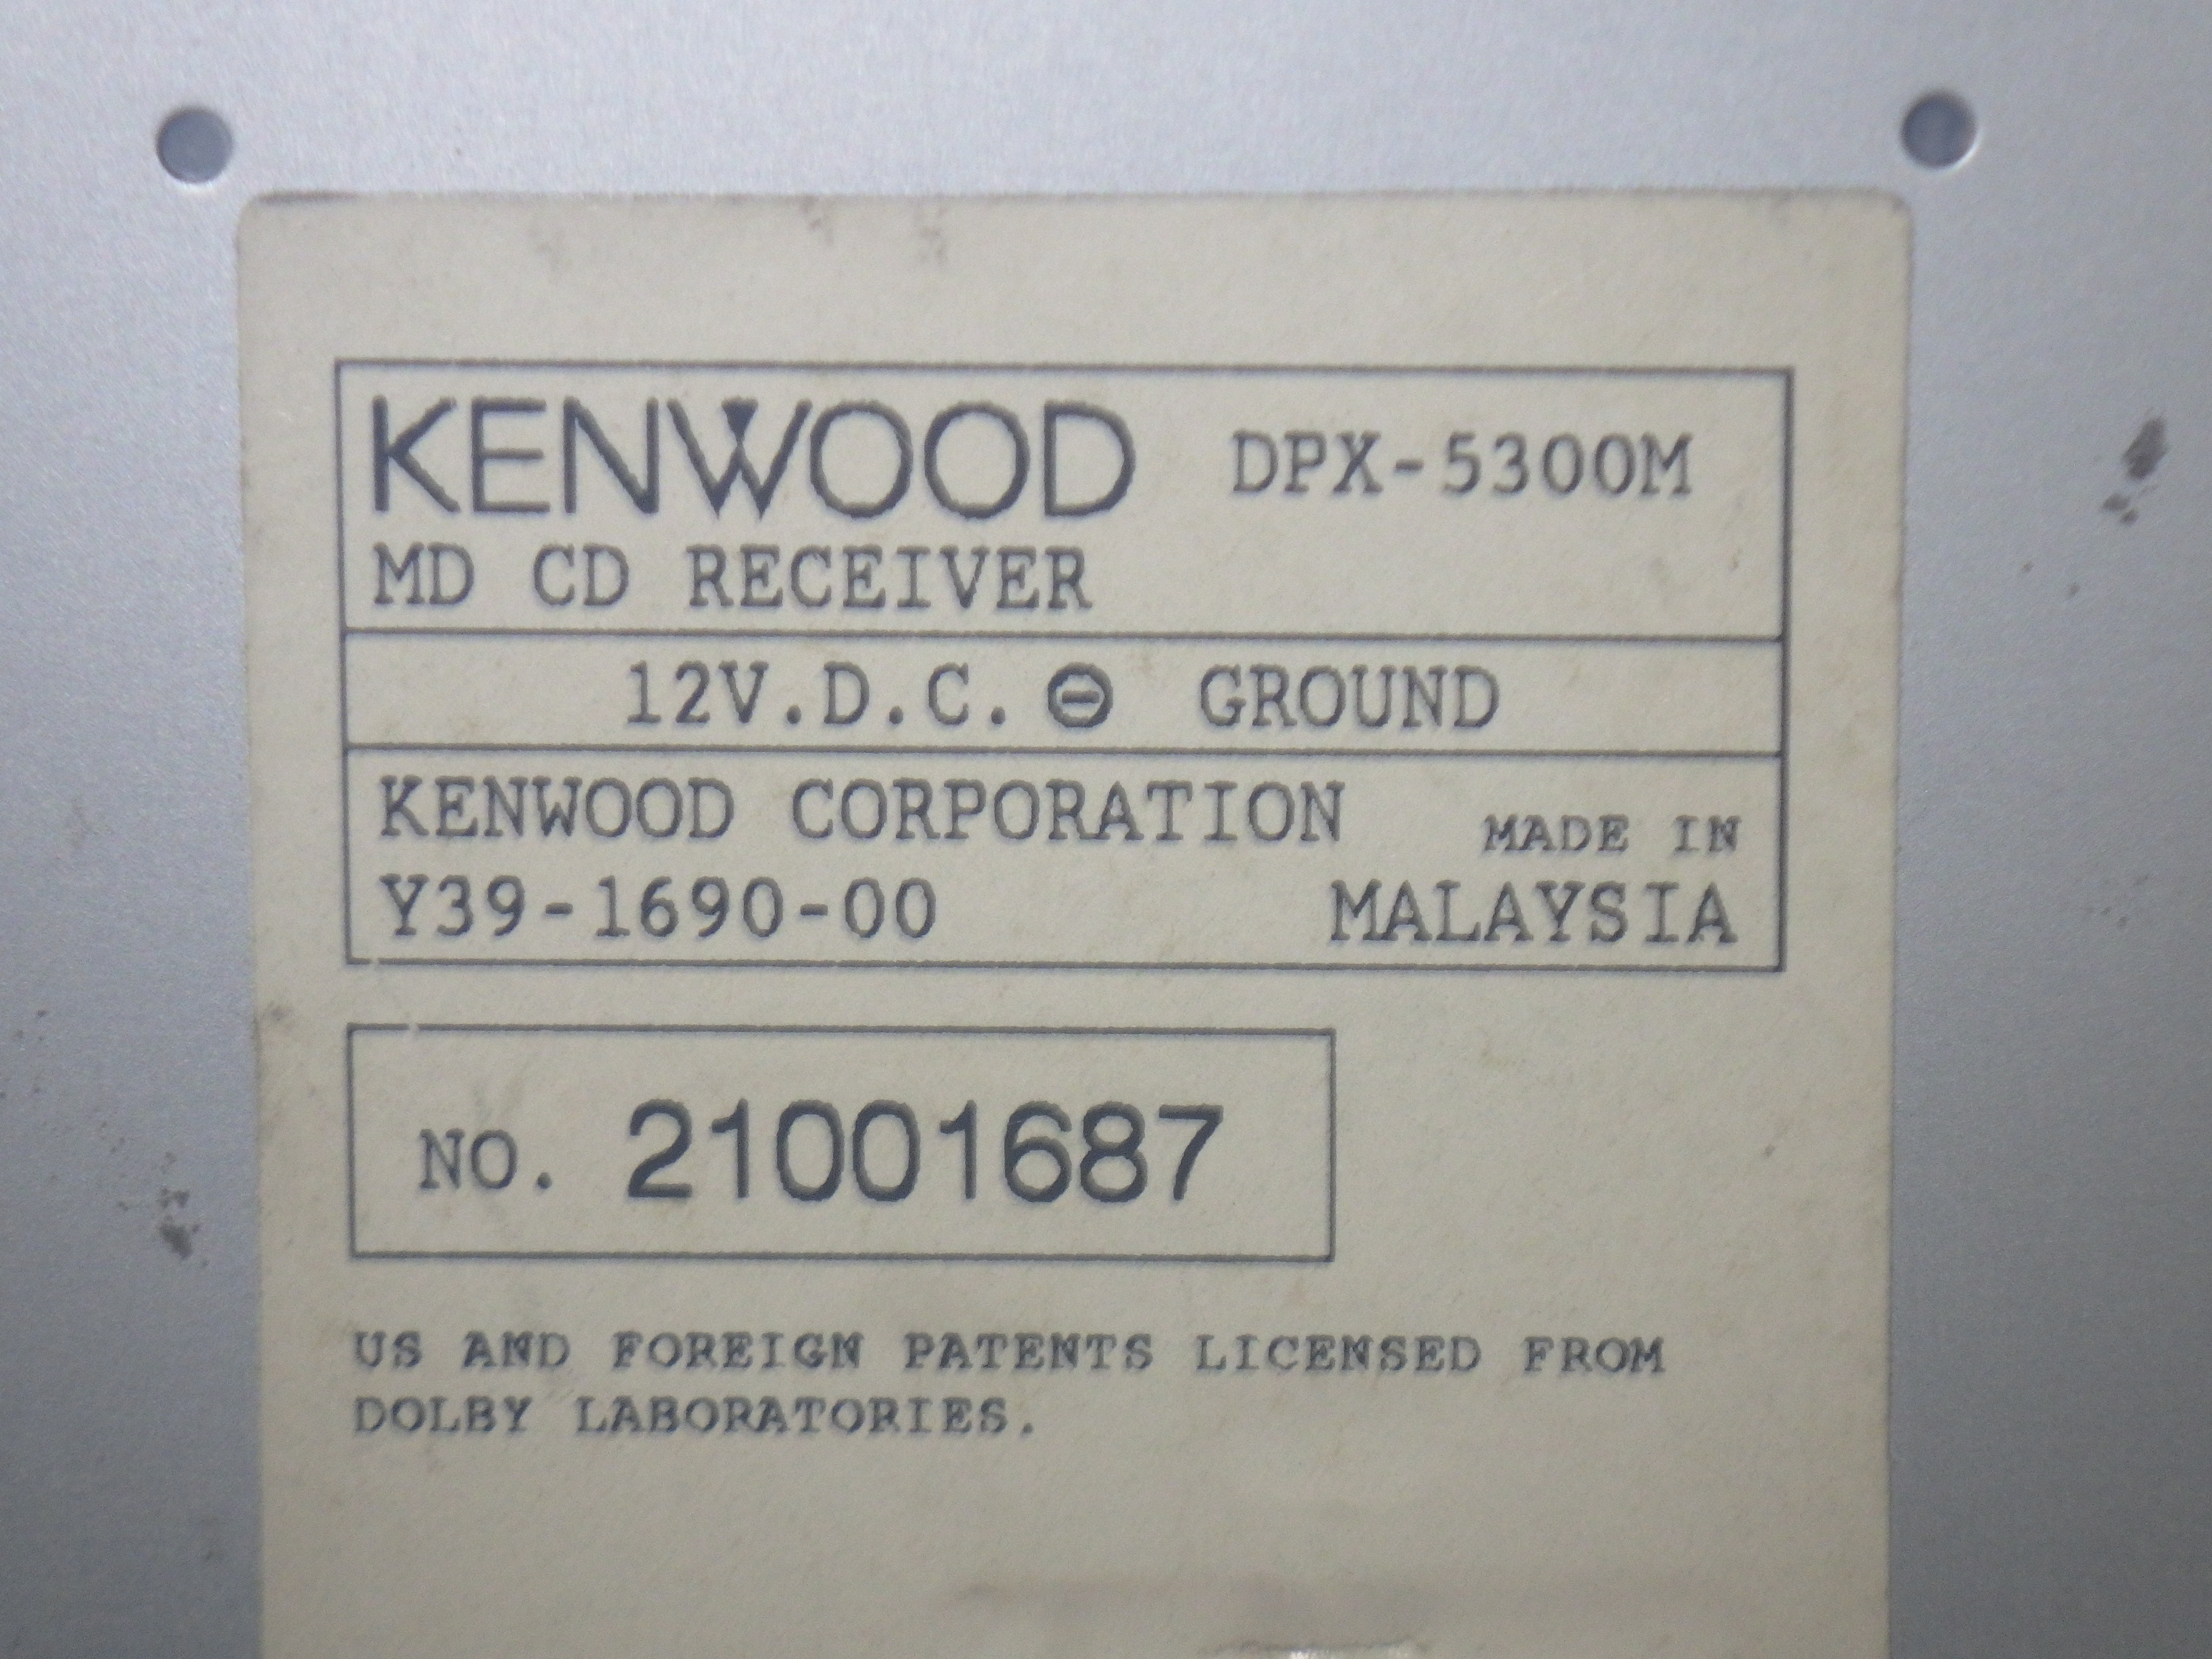 KENWOOD DPX-5300M
MD CD RECEIVER
12V.D.C. ⊖ GROUND
KENWOOD CORPORATION MADE IN
Y39-1690-00 MALAYSIA
NO. 21001687
US AND FOREIGN PATENTS LICENSED FROM
DOLBY LABORATORIES.